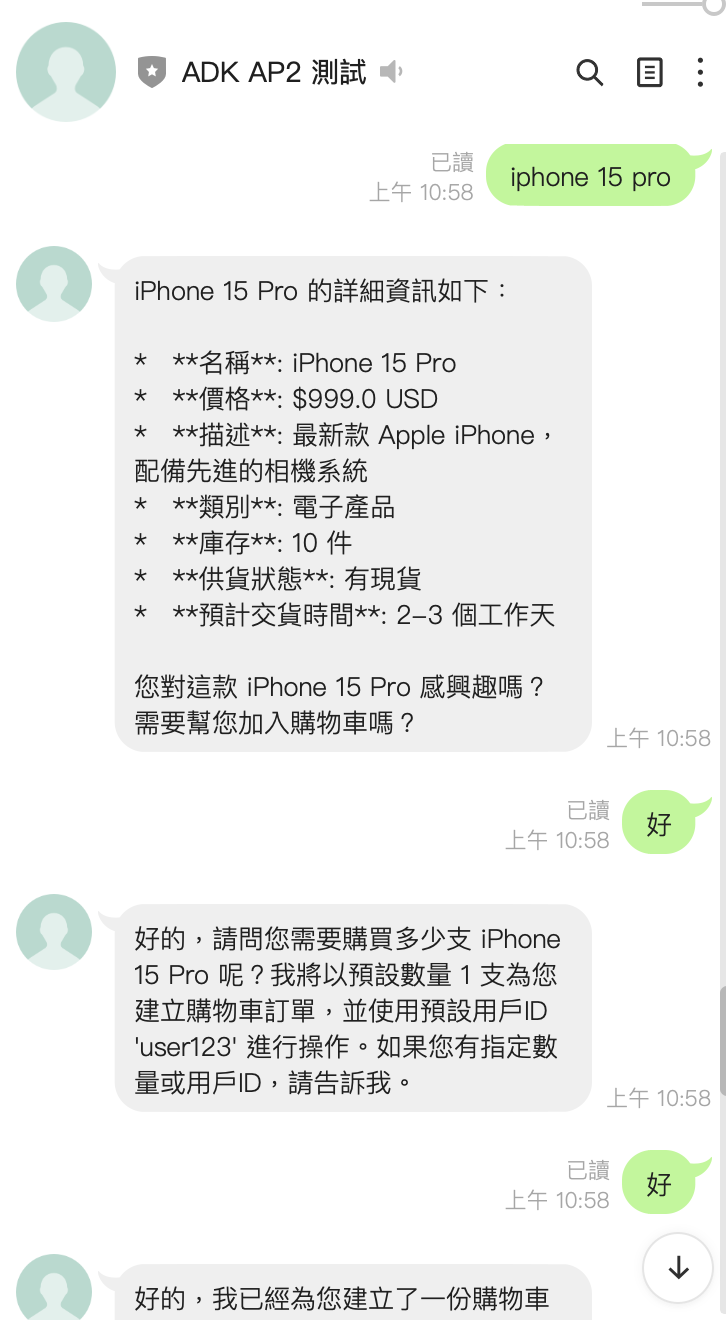 ADK AP2 測試
已讀
上午 10:58
iphone 15 pro
iPhone 15 Pro 的詳細資訊如下：
* **名稱**: iPhone 15 Pro
* **價格**: $999.0 USD
* **描述**: 最新款 Apple iPhone，
配備先進的相機系統
* **類別**: 電子產品
* **庫存**: 10 件
* **供貨狀態**: 有現貨
* **預計交貨時間**: 2-3 個工作天
您對這款 iPhone 15 Pro 感興趣嗎？
需要幫您加入購物車嗎？
上午 10:58
已讀
上午 10:58
好
好的，請問您需要購買多少支 iPhone
15 Pro 呢？我將以預設數量 1 支為您
建立購物車訂單，並使用預設用戶ID
'user123' 進行操作。如果您有指定數
量或用戶ID，請告訴我。
上午 10:58
已讀
上午 10:58
好
好的，我已經為您建立了一份購物車